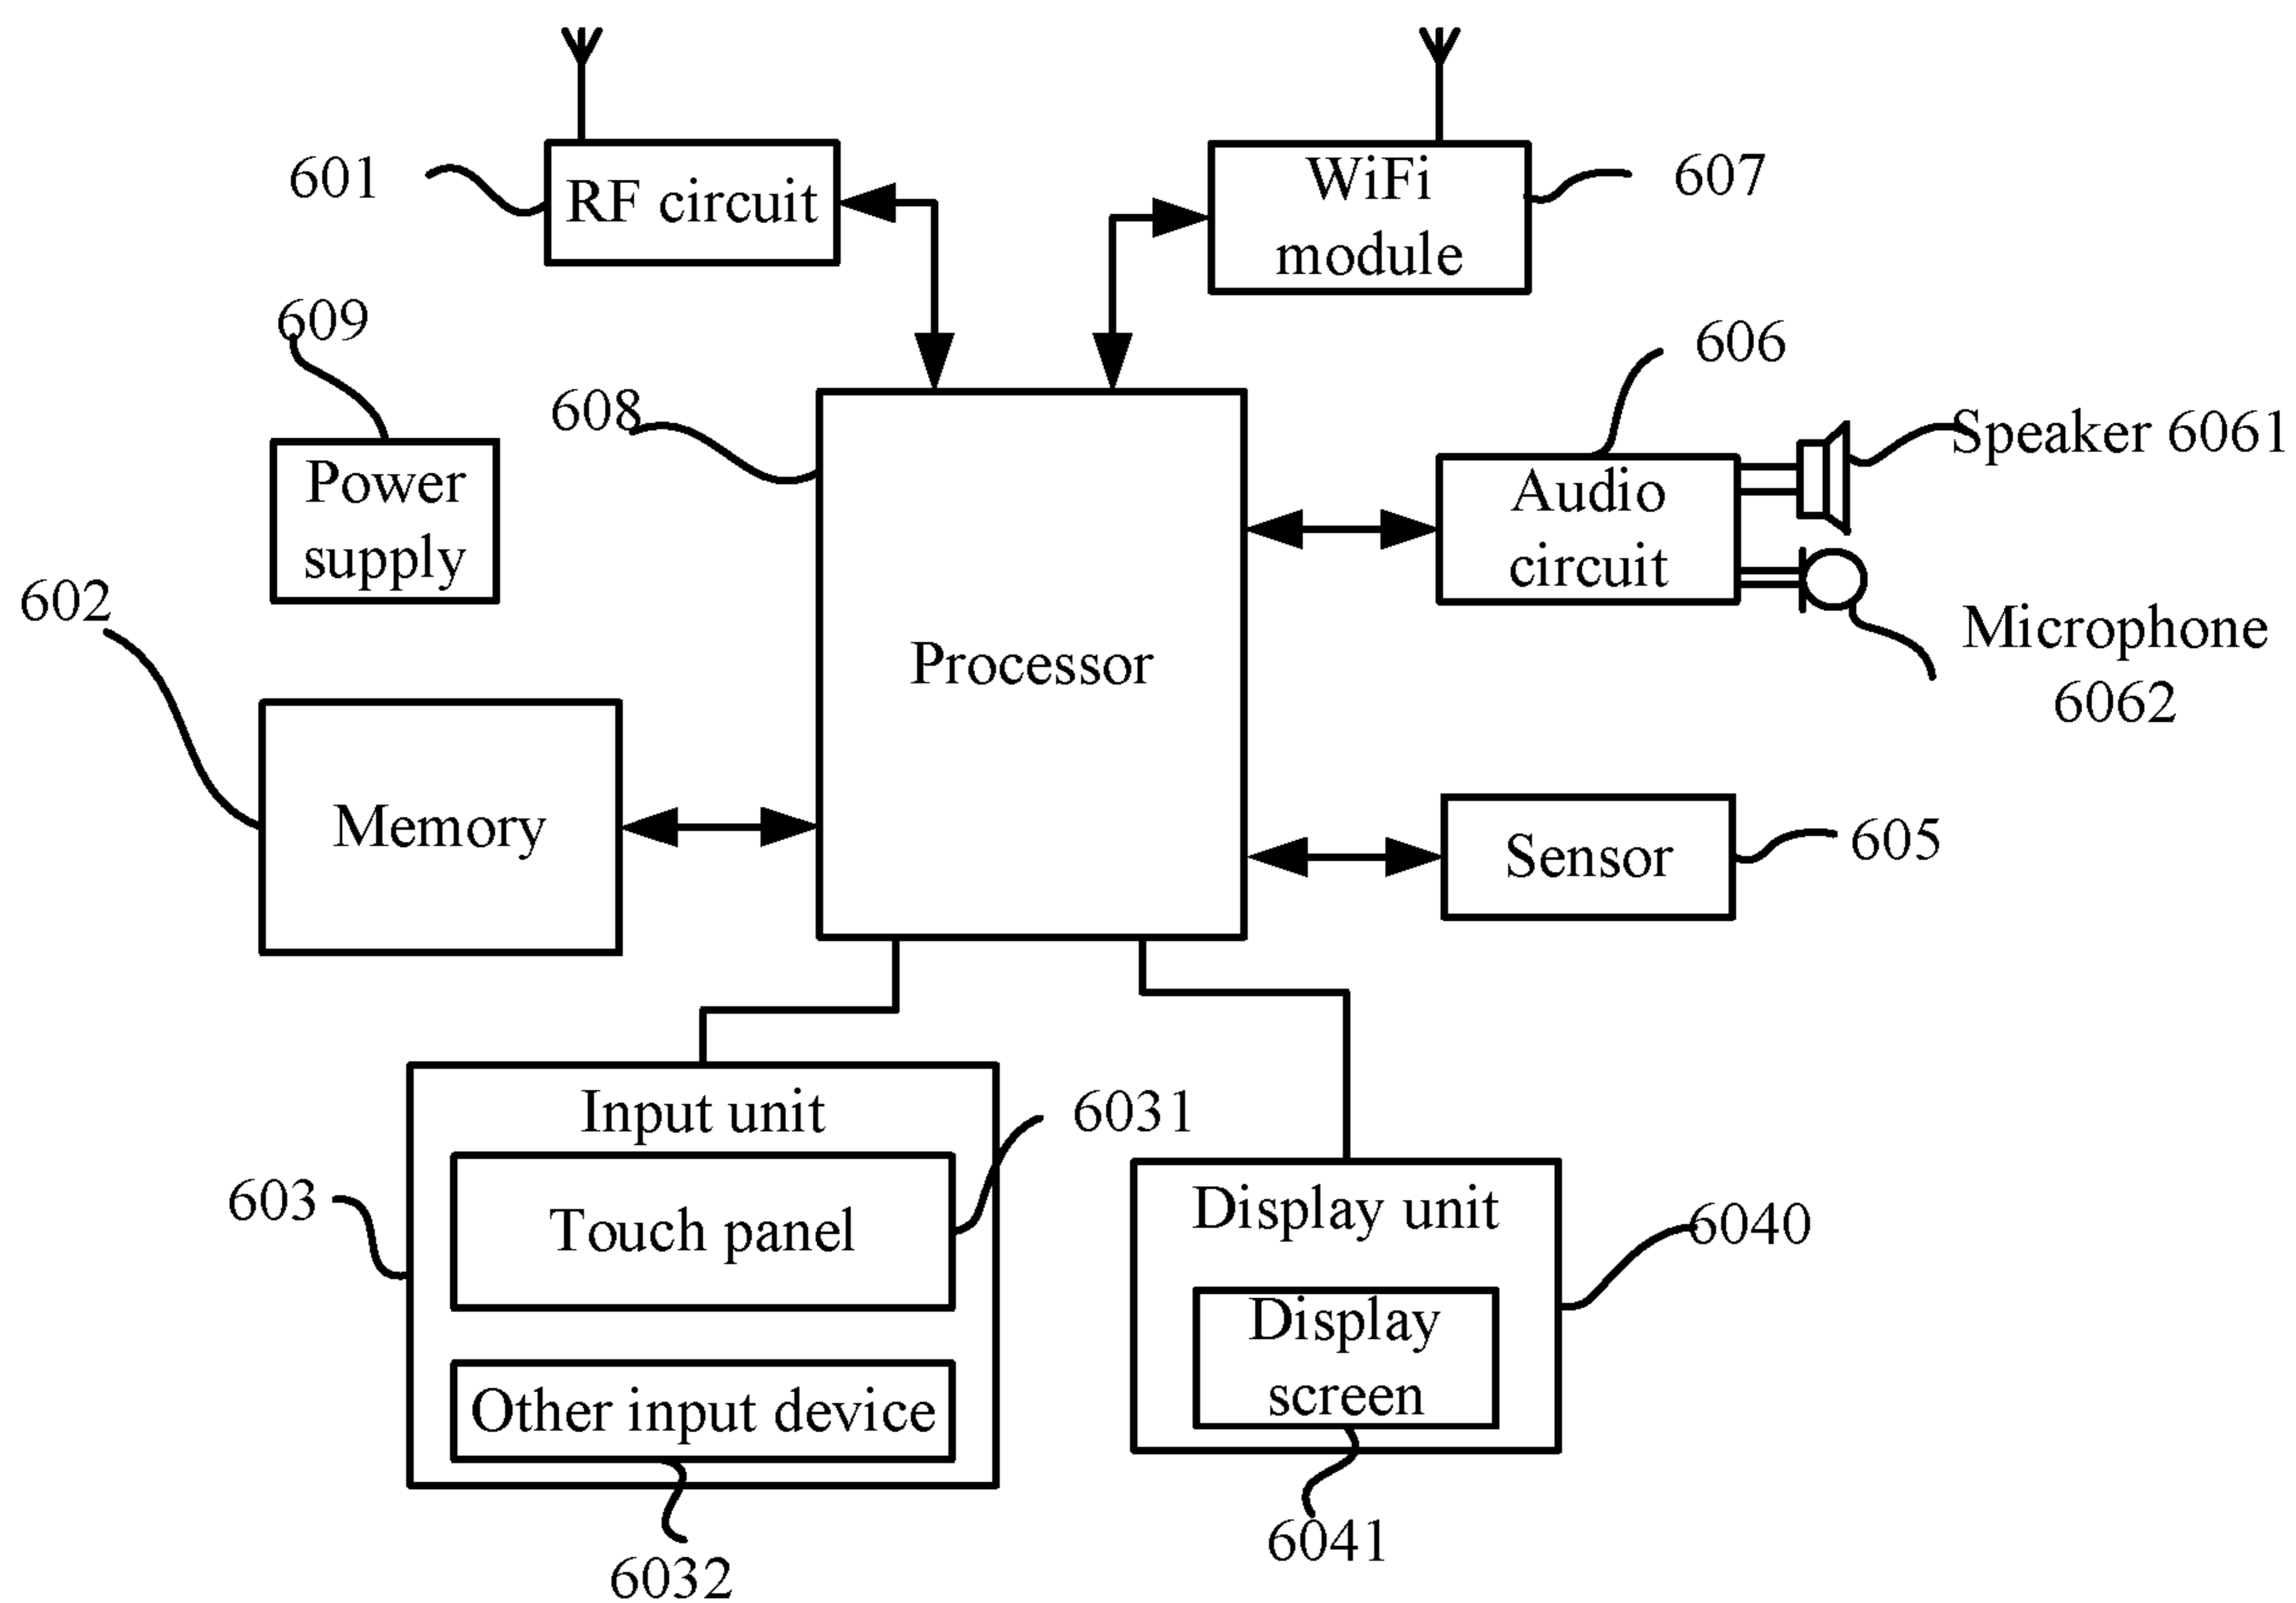 601
RF circuit
WiFi
module
607
609
608
606
Speaker 6061
Power
supply
Audio
circuit
602
Microphone
6062
Processor
Memory
Sensor
605
Input unit
6031
603
Touch panel
Display unit
6040
Display
screen
Other input device
6041
6032